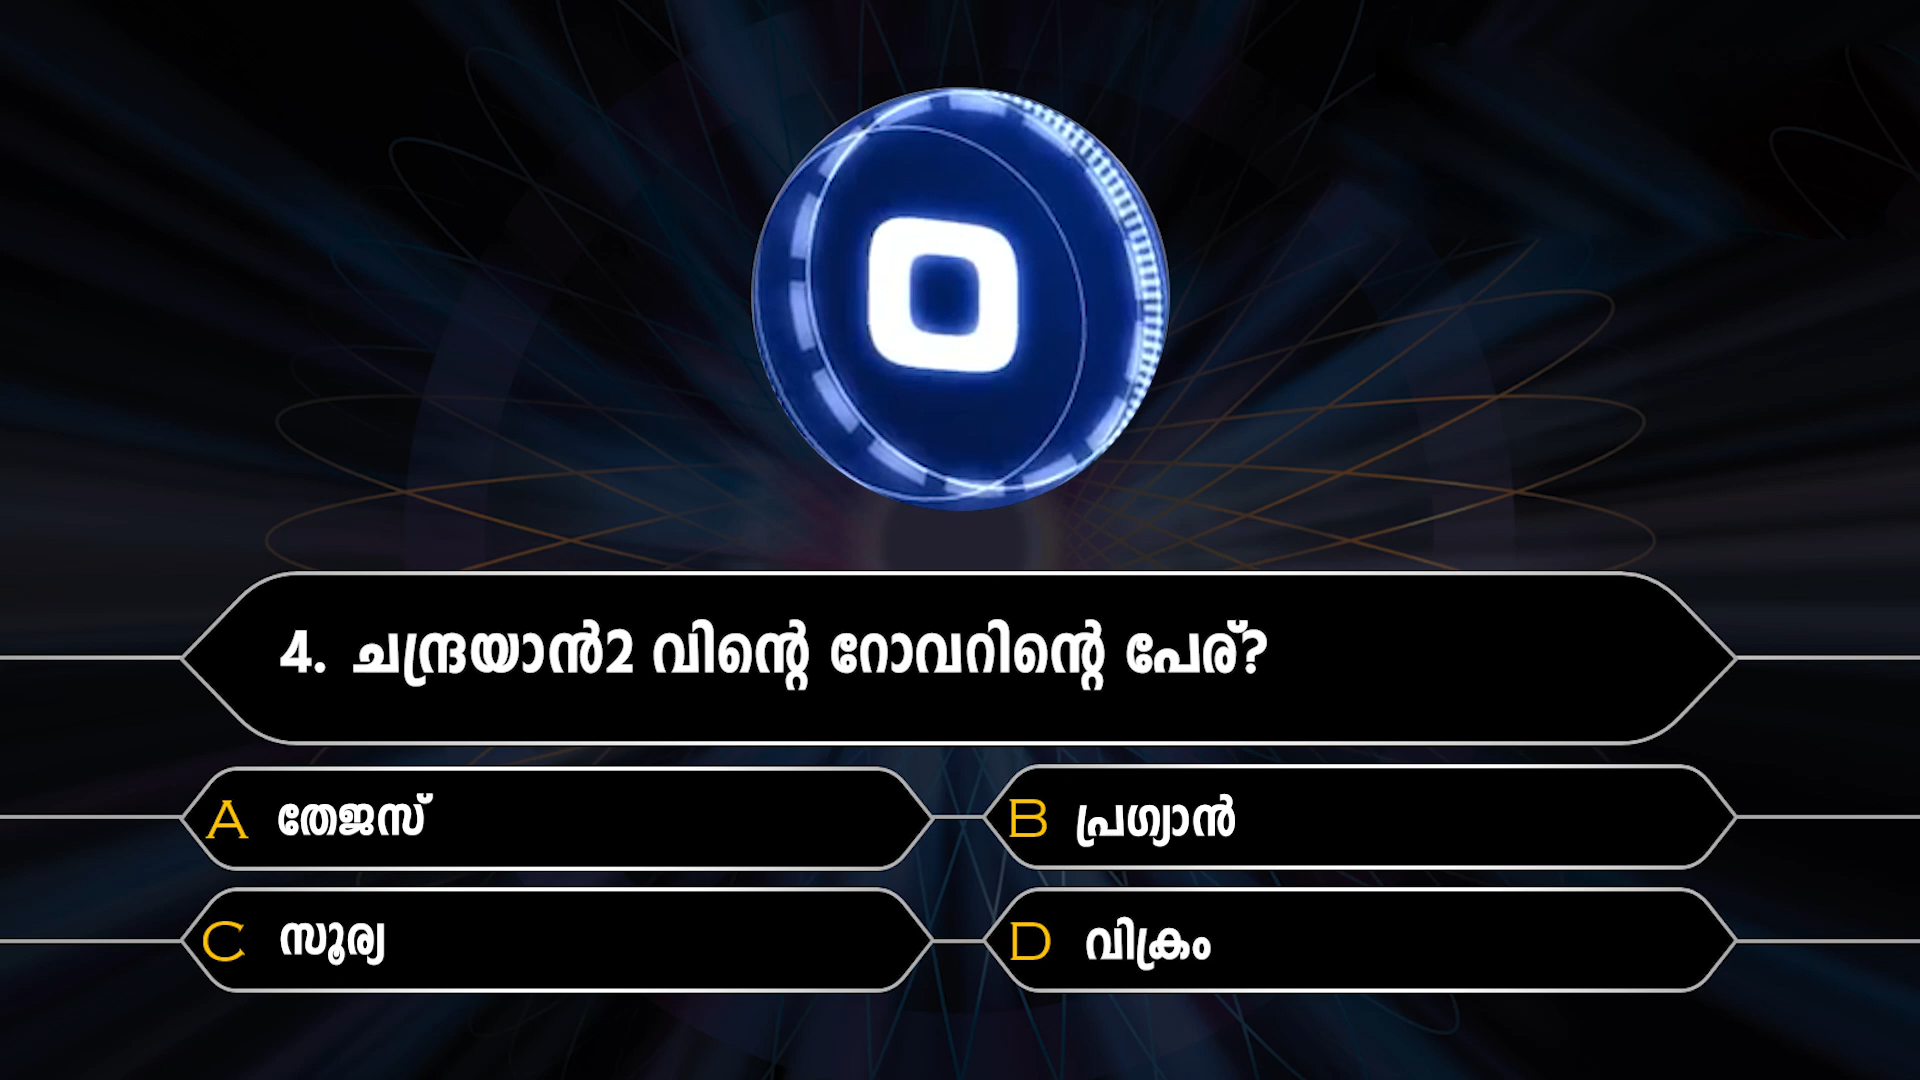 4. ചന്ദ്രയാൻ2 വിന്റെ റോവറിന്റെ പേര്?
A തേജസ്
B പ്രഗ്യാൻ
C സൂര്യ
D വിക്രം